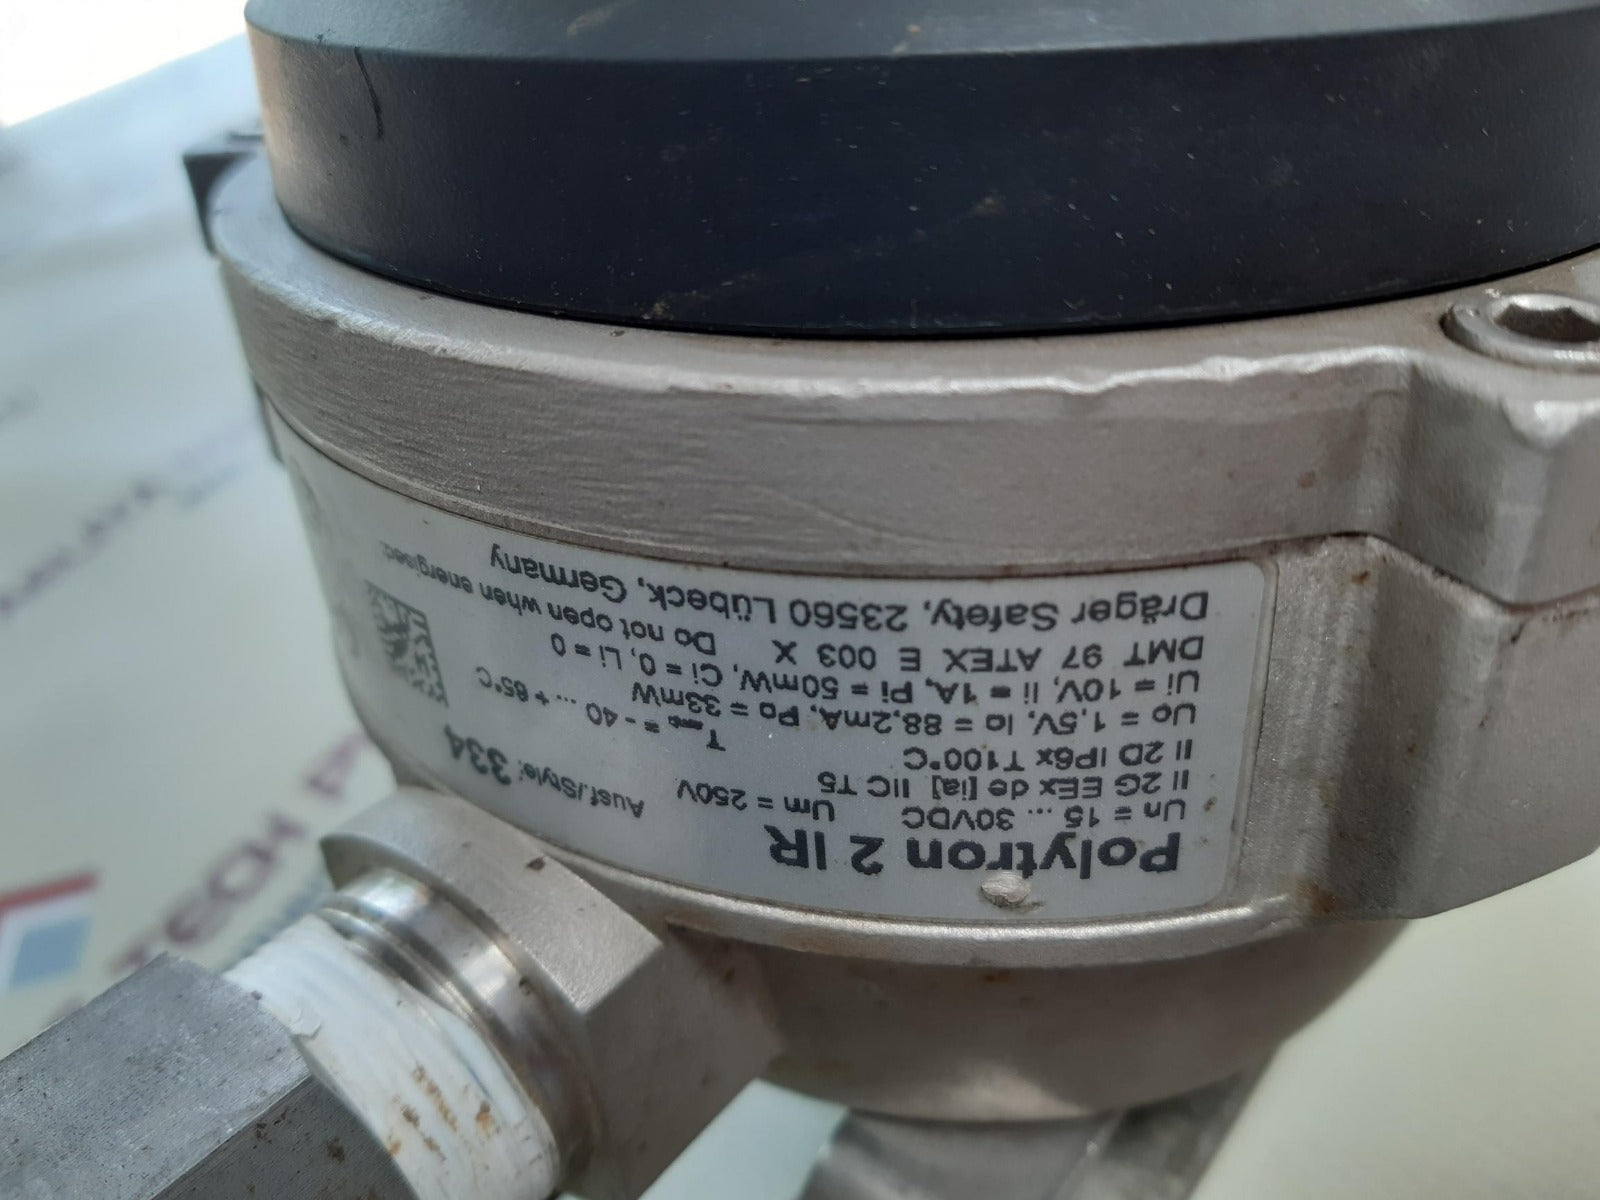 Polytron 2 IR
Un = 15 ... 30VDC Um = 250V Ausf./Style: 334
II 2G EEx de [ia] IIC T5
II 2D IP6x T100°C
Uo = 1,5V, Io = 88,2mA, Po = 33mW
Tamb = - 40 ... + 65°C
Ui = 10V, Ii = 1A, Pi = 50mW, Ci = 0, Li = 0
DMT 97 ATEX E 003 X Do not open when energised.
Dräger Safety, 23560 Lübeck, Germany
TECH